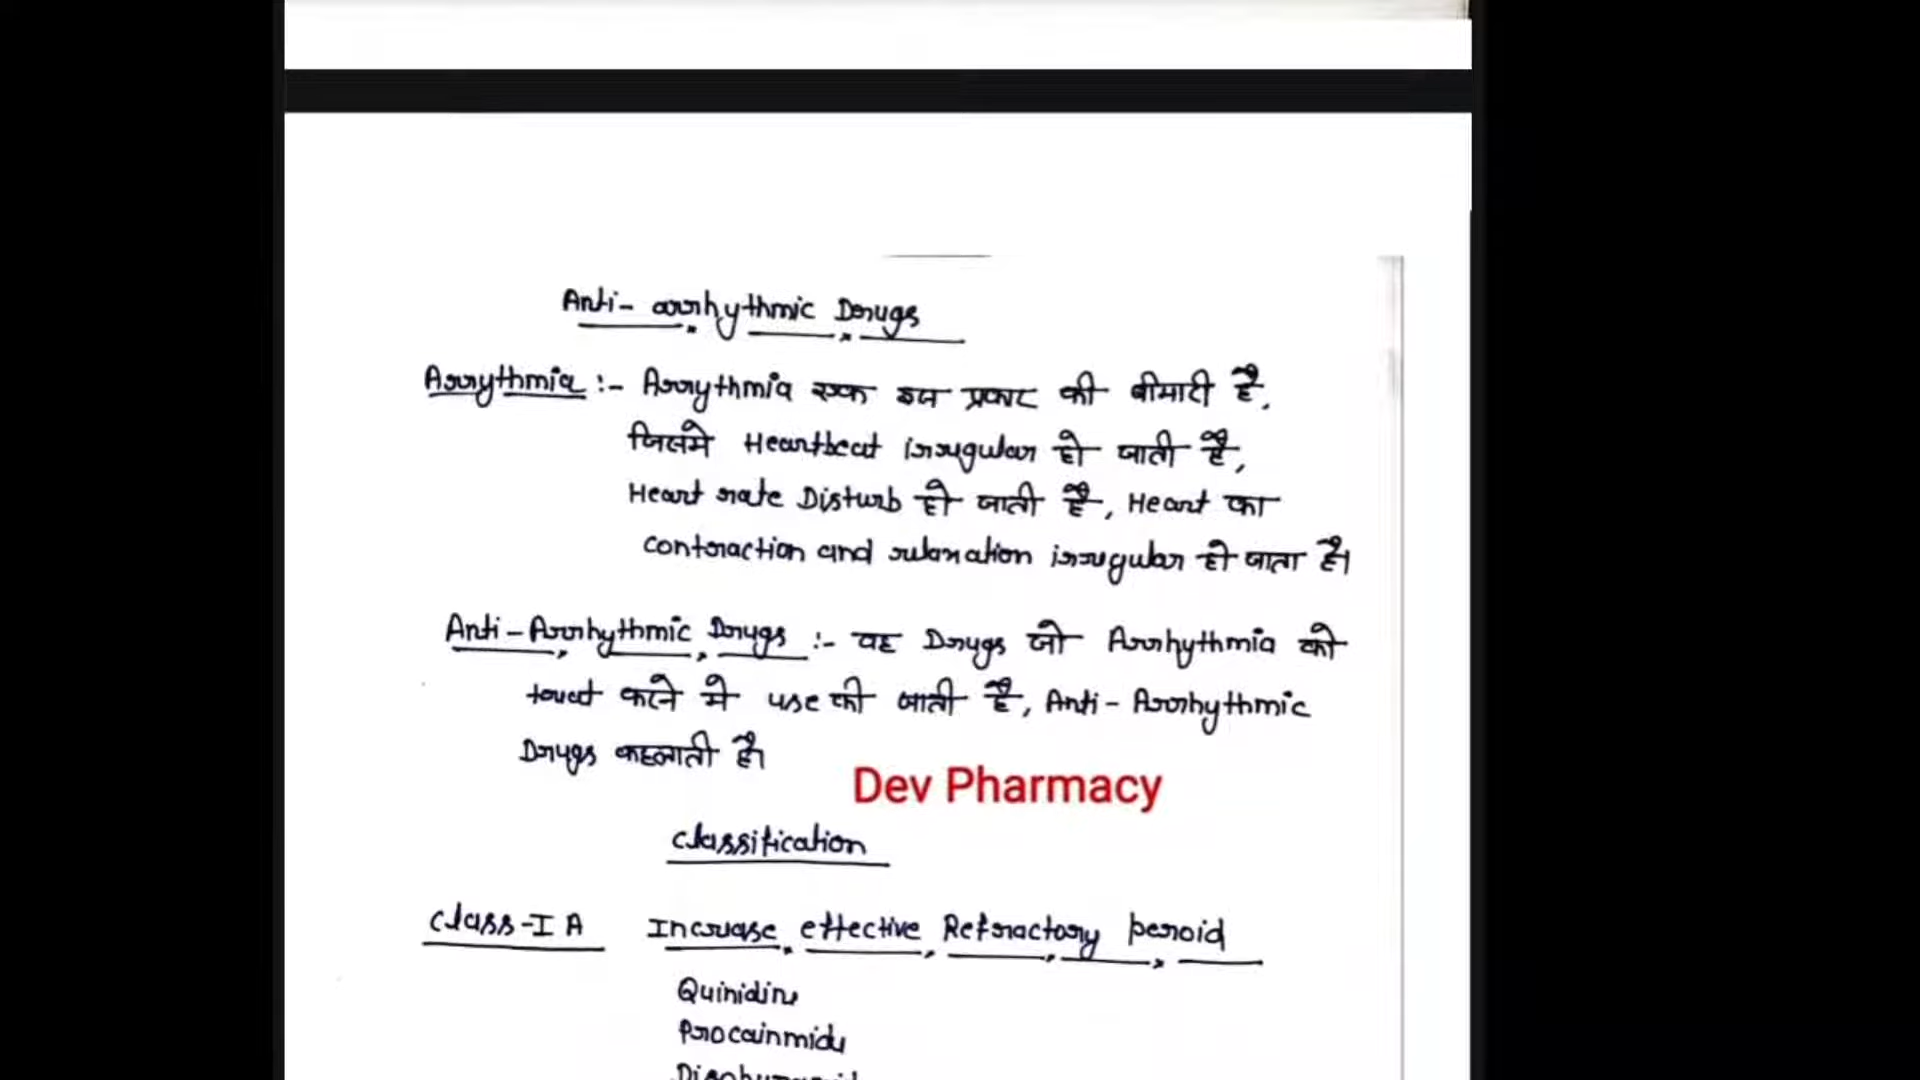 Anti-arrhythmic Drugs
Arrythmia :- Arrythmia एक इस प्रकार की बीमारी है,
जिसमे Heartbeat irregular हो जाती है,
Heart rate Disturb हो जाती है, Heart का
contraction and relaxation irregular हो जाता है।
Anti-Arrhythmic Drugs :- वह Drugs जो Arrhythmia को
treat करने मे use की जाती है, Anti-Arrhythmic
Drugs कहलाती है।
Dev Pharmacy
Classification
Class-I A Increase effective Refractory peroid
Quinidine
Procainmide